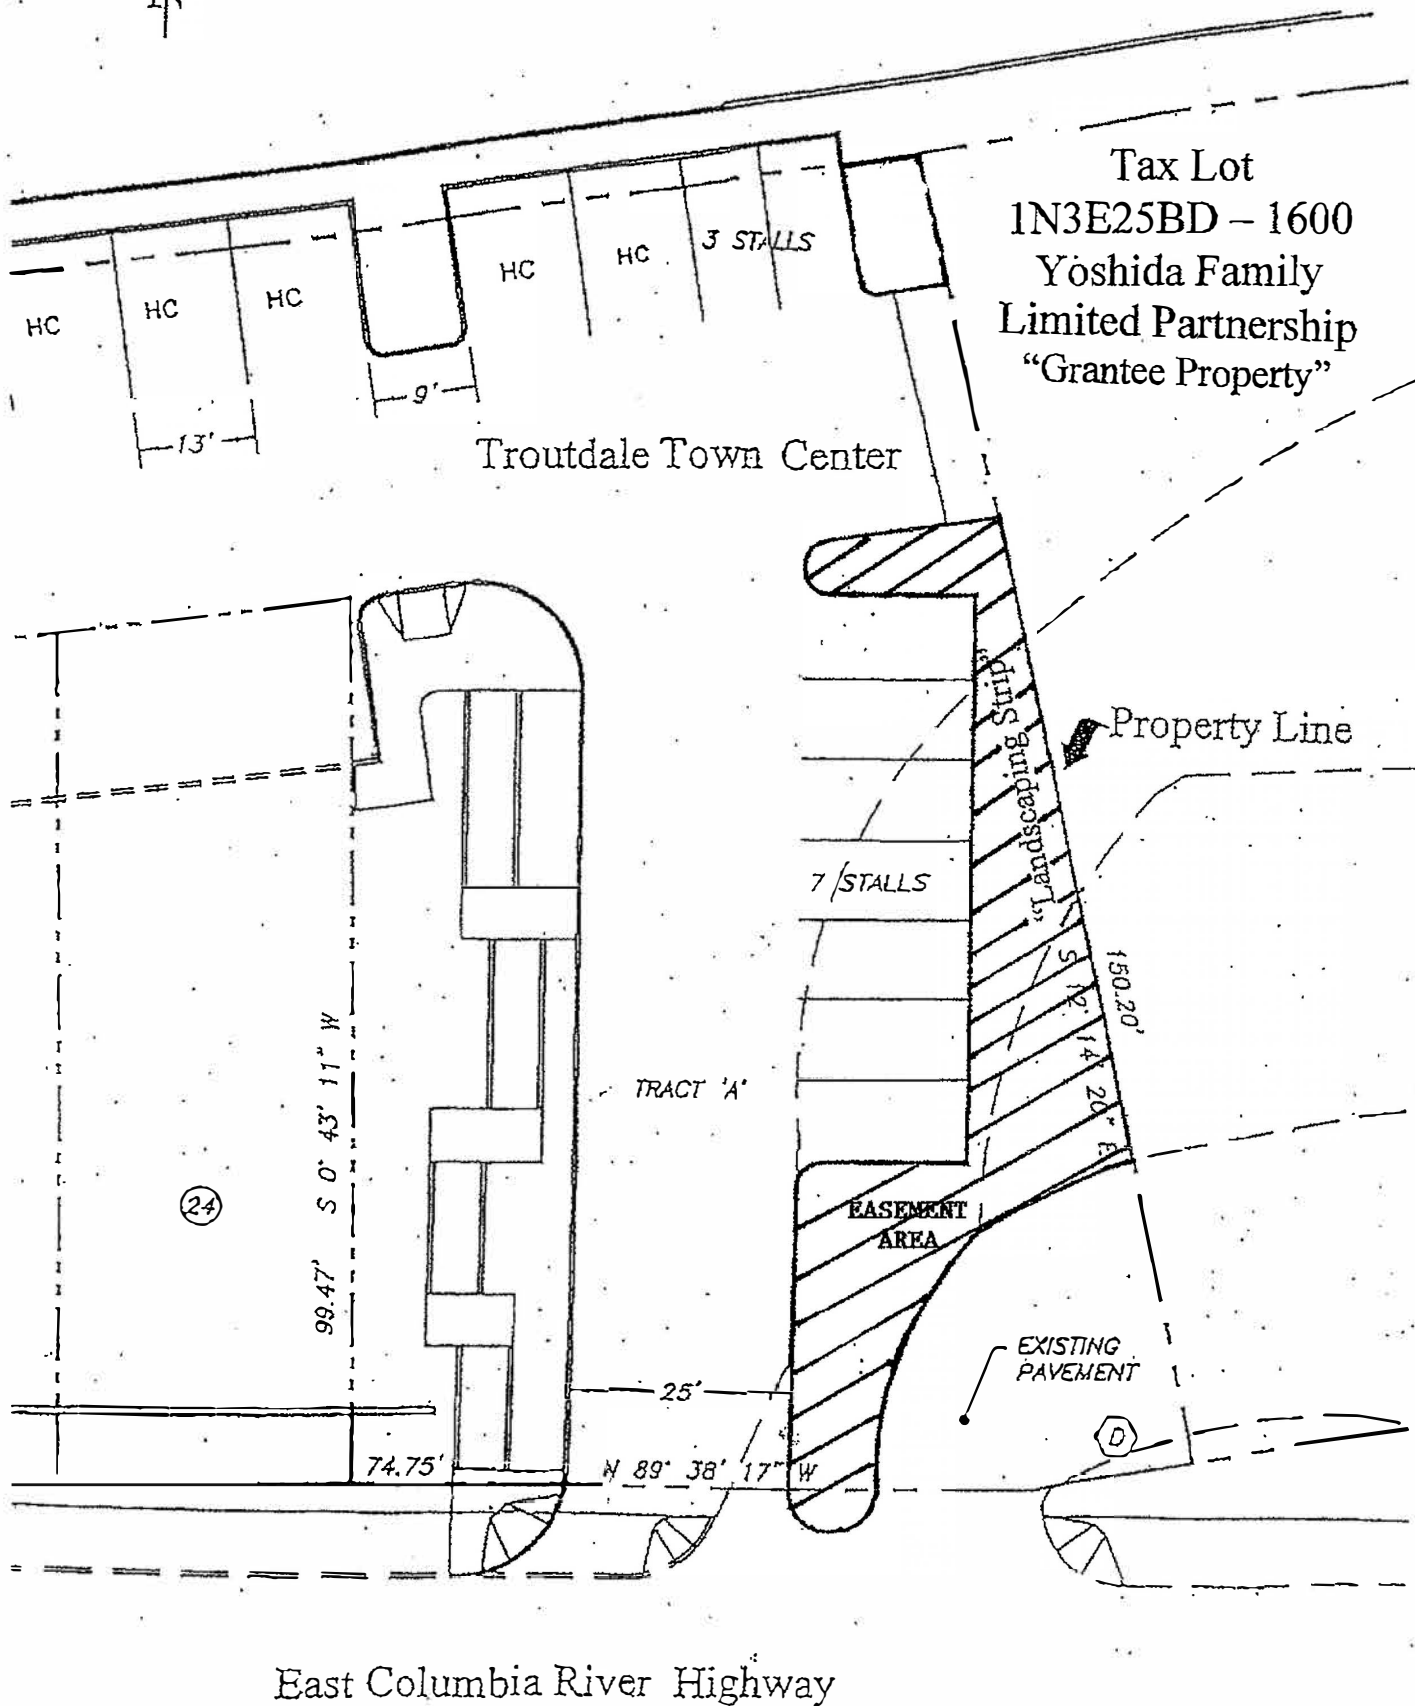 Tax Lot
1N3E25BD – 1600
Yoshida Family
Limited Partnership
“Grantee Property”
3 STALLS
HC
HC
HC
HC
HC
9'
13'
Troutdale Town Center
“Landscaping Strip”
Property Line
7 STALLS
150.20'
S 12° 14' 20" E
TRACT 'A'
S 0° 43' 11" W
99.47'
24
EASEMENT
AREA
EXISTING
PAVEMENT
25'
D
74.75'
N 89° 38' 17" W
East Columbia River Highway